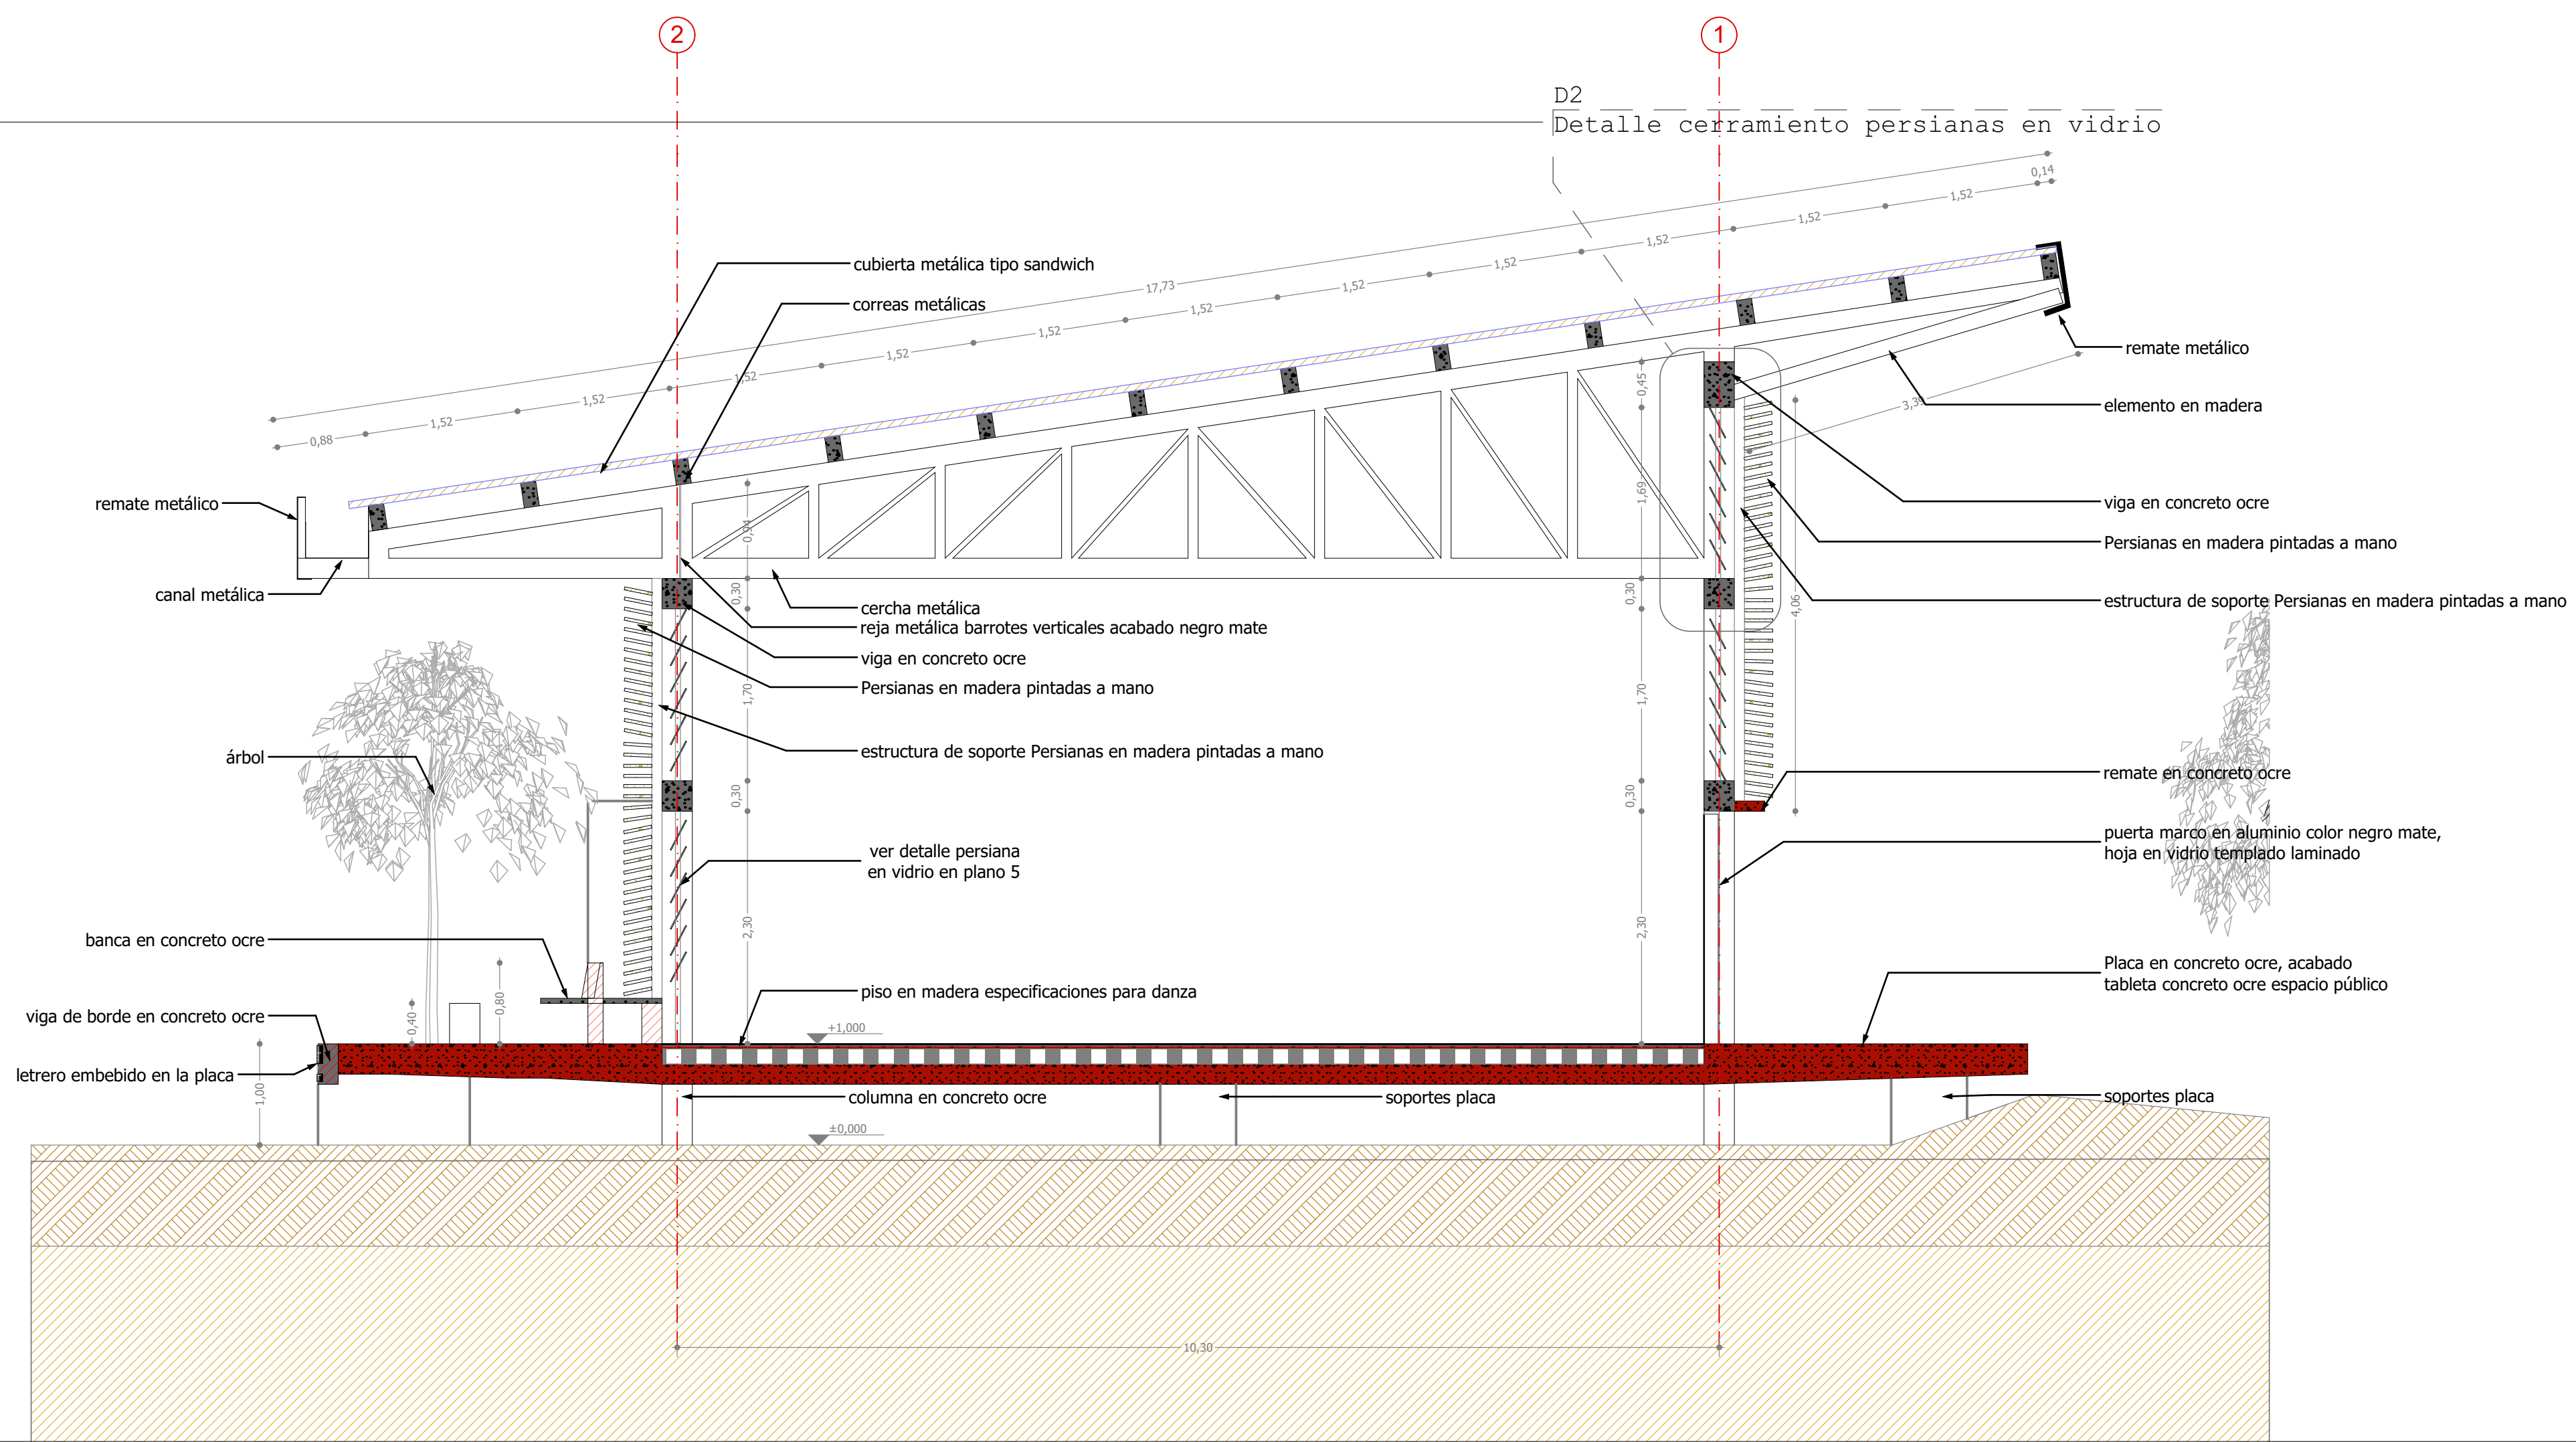 2
1
D2
Detalle cerramiento persianas en vidrio
0,14
1,52
1,52
1,52
1,52
1,52
1,52
1,52
1,52
1,52
1,52
1,52
0,88
17,73
cubierta metálica tipo sandwich
correas metálicas
remate metálico
elemento en madera
3,39
0,45
1,69
viga en concreto ocre
Persianas en madera pintadas a mano
estructura de soporte Persianas en madera pintadas a mano
remate metálico
canal metálica
0,94
0,30
0,30
4,06
cercha metálica
reja metálica barrotes verticales acabado negro mate
viga en concreto ocre
Persianas en madera pintadas a mano
1,70
1,70
estructura de soporte Persianas en madera pintadas a mano
árbol
0,30
0,30
remate en concreto ocre
puerta marco en aluminio color negro mate,
hoja en vidrio templado laminado
ver detalle persiana
en vidrio en plano 5
2,30
2,30
banca en concreto ocre
Placa en concreto ocre, acabado
tableta concreto ocre espacio público
piso en madera especificaciones para danza
0,80
0,40
viga de borde en concreto ocre
+1,000
letrero embebido en la placa
1,00
columna en concreto ocre
soportes placa
soportes placa
±0,000
10,30